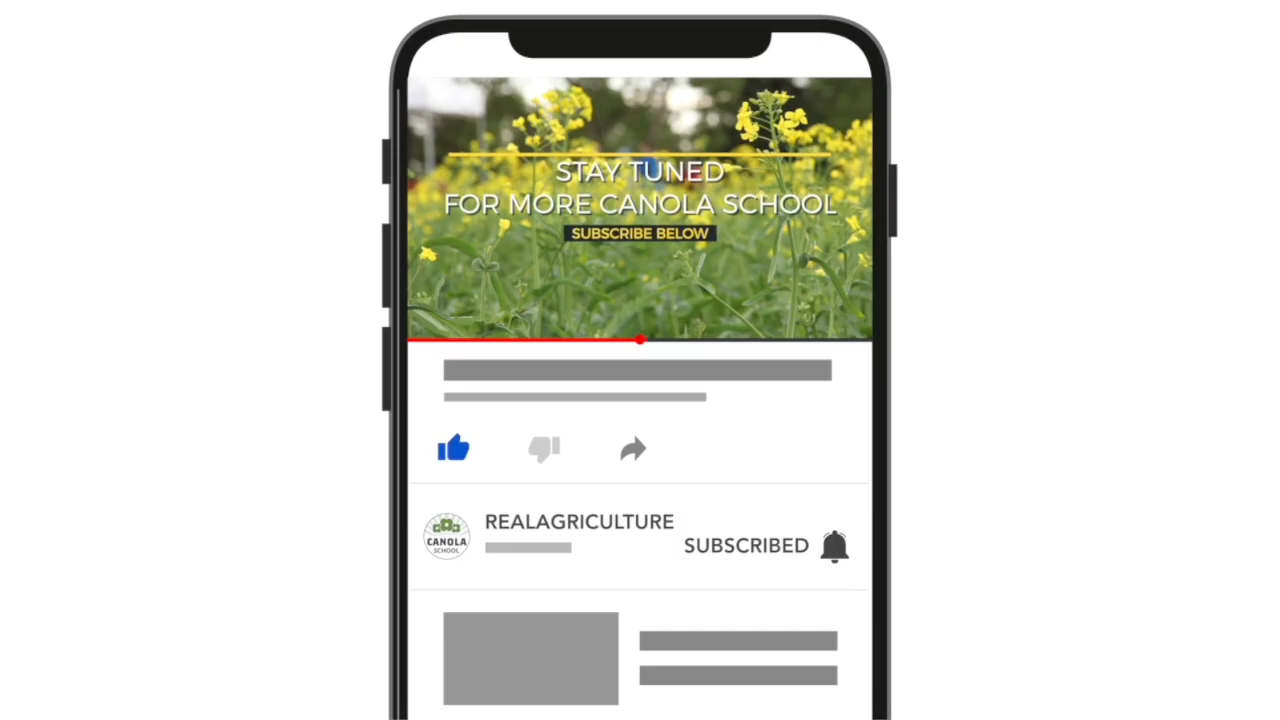 STAY TUNED
FOR MORE CANOLA SCHOOL
SUBSCRIBE BELOW
REALAGRICULTURE
CANOLA
SCHOOL
SUBSCRIBED